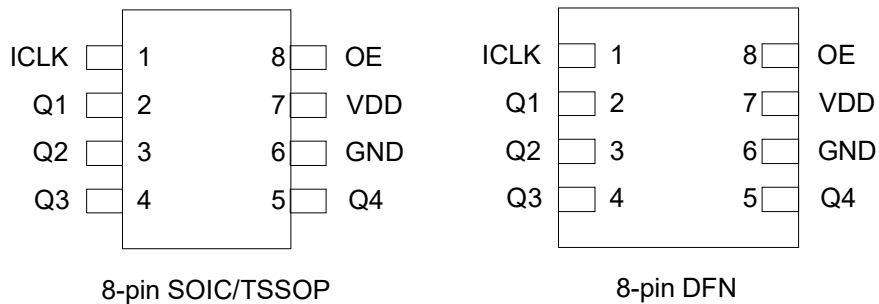 ICLK 1 8 OE
Q1 2 7 VDD
Q2 3 6 GND
Q3 4 5 Q4
8-pin SOIC/TSSOP
ICLK 1 8 OE
Q1 2 7 VDD
Q2 3 6 GND
Q3 4 5 Q4
8-pin DFN